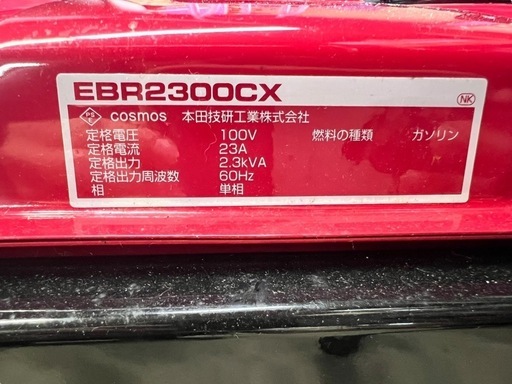 EBR2300CX
PS E cosmos 本田技研工業株式会社 NK
定格電圧 100V 燃料の種類 ガソリン
定格電流 23A
定格出力 2.3kVA
定格出力周波数 60Hz
相 単相